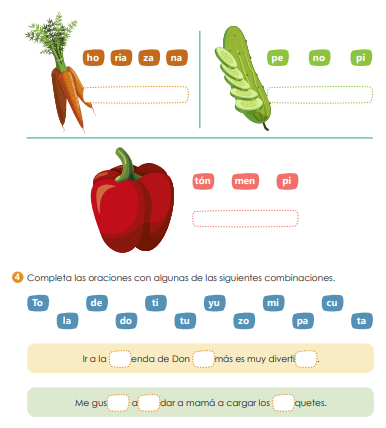 ho ria za na
pe no pi
tón men pi
4 Completa las oraciones con algunas de las siguientes combinaciones.
To de ti yu mi cu
la do tu zo pa ta
Ir a la enda de Don más es muy diverti .
Me gus a dar a mamá a cargar los quetes.